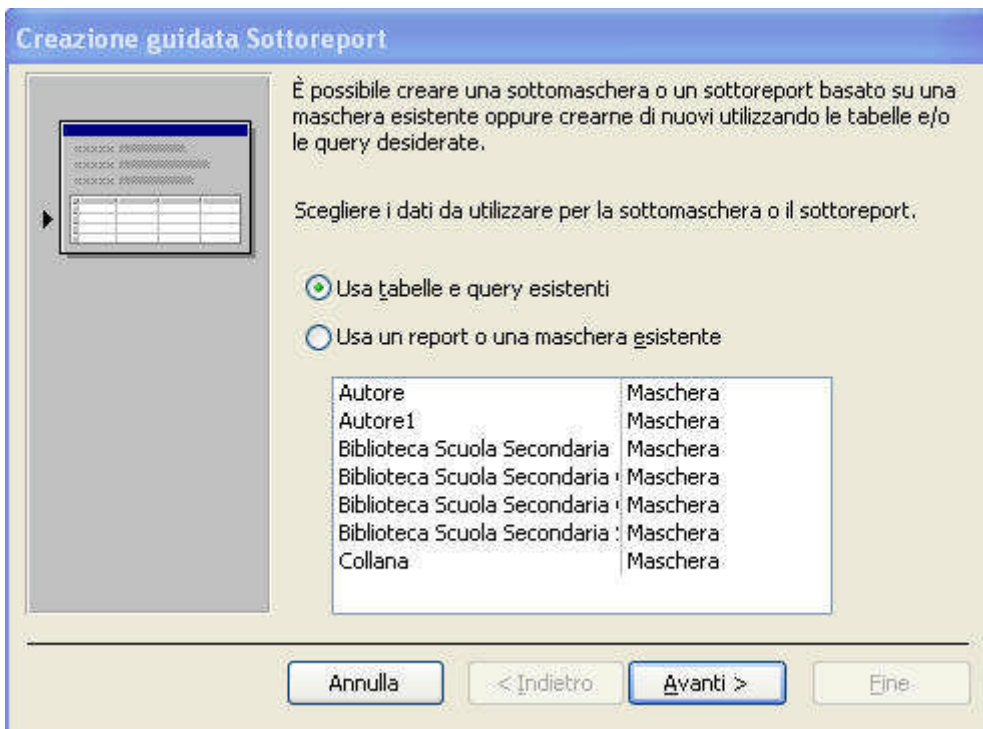 Creazione guidata Sottoreport
È possibile creare una sottomaschera o un sottoreport basato su una
maschera esistente oppure crearne di nuovi utilizzando le tabelle e/o
le query desiderate.
Scegliere i dati da utilizzare per la sottomaschera o il sottoreport.
Usa tabelle e query esistenti
Usa un report o una maschera esistente
Autore Maschera
Autore1 Maschera
Biblioteca Scuola Secondaria Maschera
Biblioteca Scuola Secondaria Maschera
Biblioteca Scuola Secondaria Maschera
Biblioteca Scuola Secondaria Maschera
Collana Maschera
Annulla < Indietro Avanti > Fine